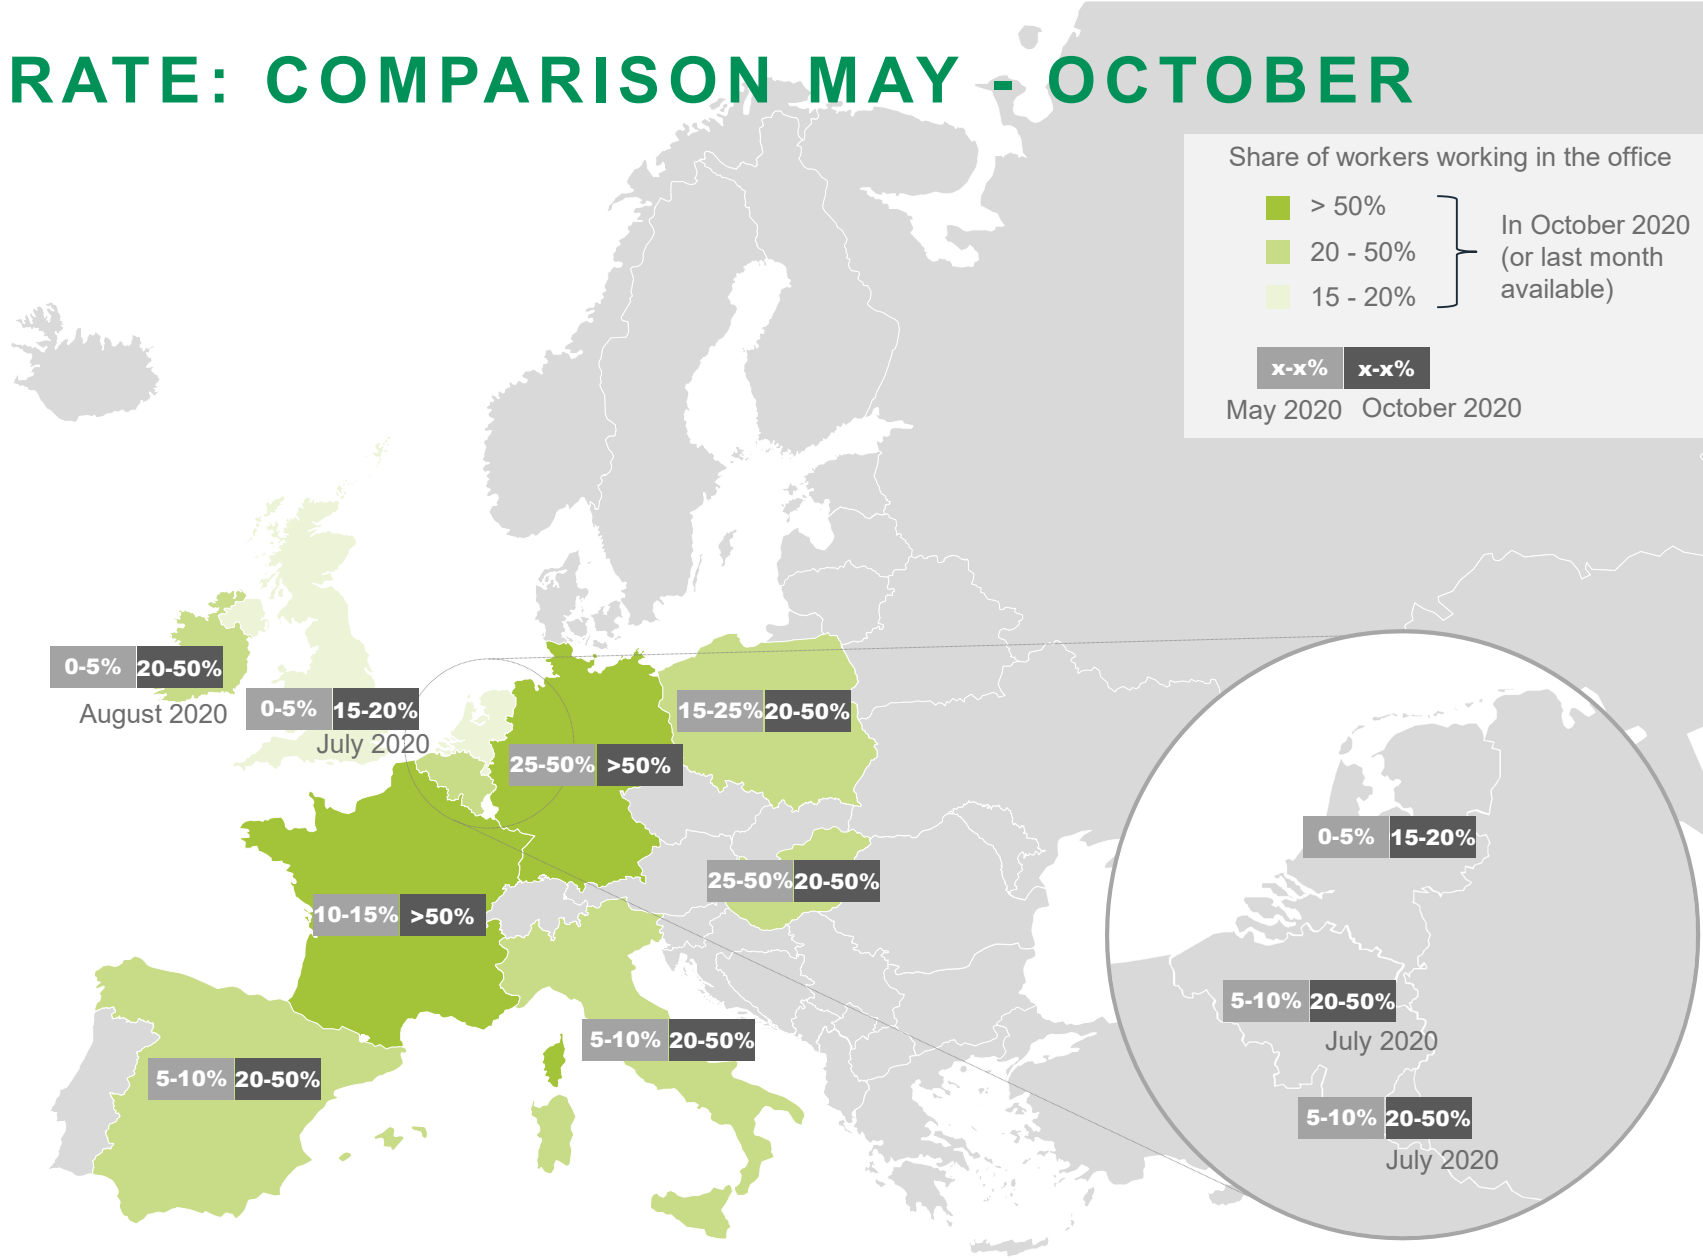 RATE: COMPARISON MAY - OCTOBER
Share of workers working in the office
> 50%
20 - 50%
15 - 20%
In October 2020
(or last month
available)
x-x% x-x%
May 2020 October 2020
0-5% 20-50%
August 2020
0-5% 15-20%
July 2020
15-25% 20-50%
25-50% >50%
0-5% 15-20%
25-50% 20-50%
10-15% >50%
5-10% 20-50%
July 2020
5-10% 20-50%
5-10% 20-50%
5-10% 20-50%
July 2020